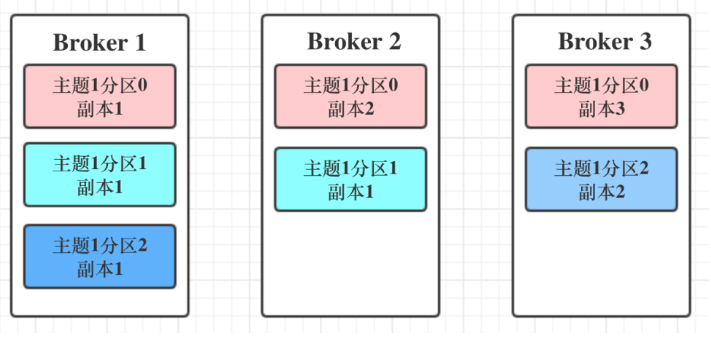 Broker 1
主题1分区0
副本1
主题1分区1
副本1
主题1分区2
副本1
Broker 2
主题1分区0
副本2
主题1分区1
副本1
Broker 3
主题1分区0
副本3
主题1分区2
副本2